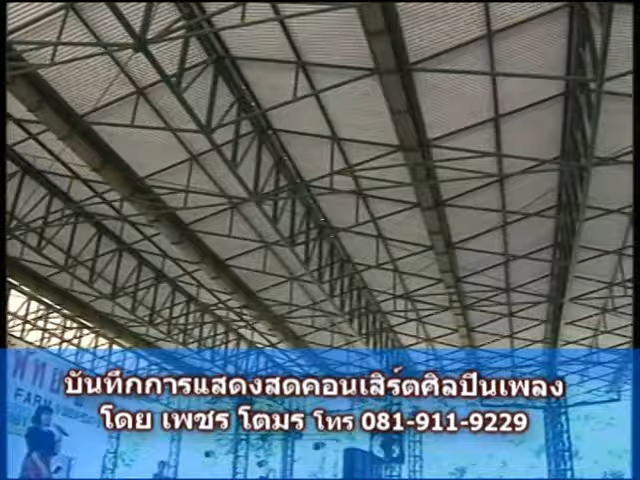 บันทึกการแสดงสดคอนเสิร์ตศิลปินเพลง
โดย เพชร โตมร โทร 081-911-9229
FARM